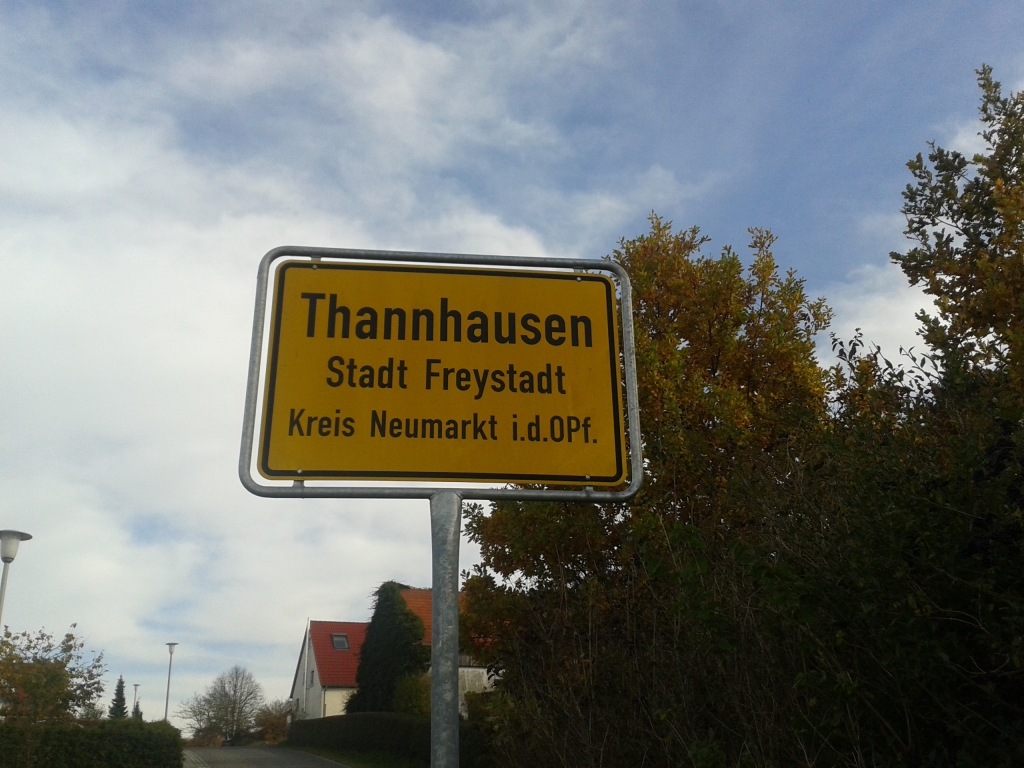 Thannhausen
Stadt Freystadt
Kreis Neumarkt i.d.OPf.